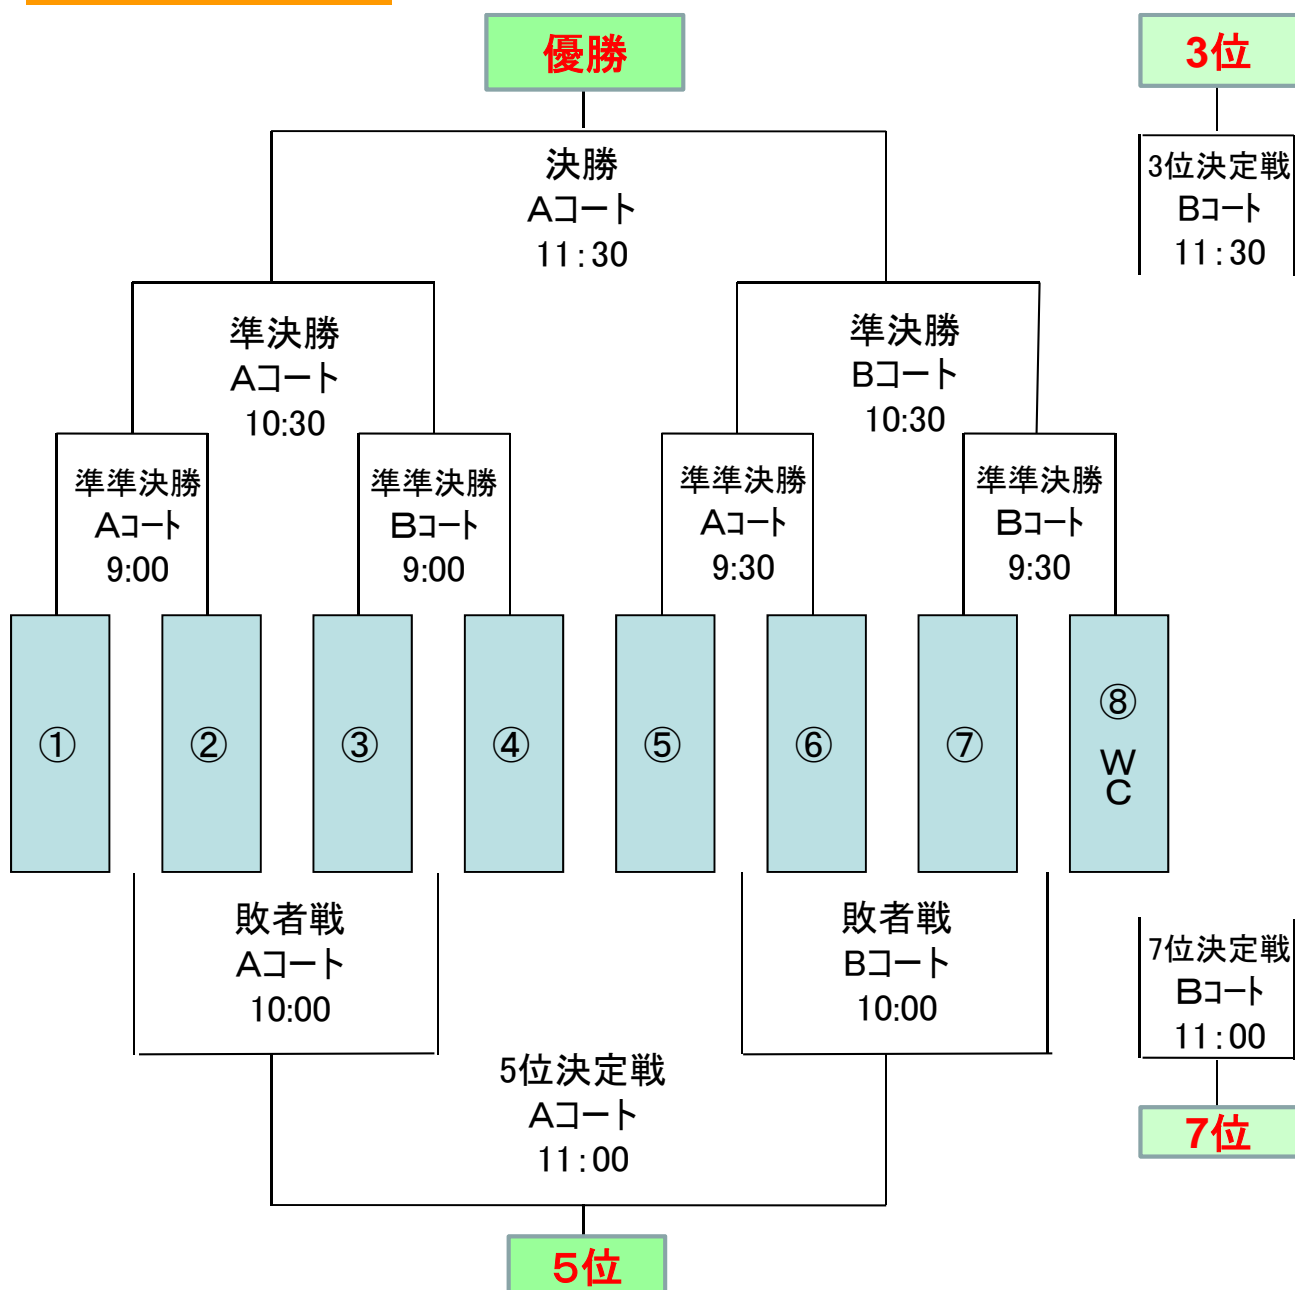 優勝
3位
決勝
Aコート
11:30
3位決定戦
Bコート
11:30
準決勝
Aコート
10:30
準決勝
Bコート
10:30
準準決勝
Aコート
9:00
準準決勝
Bコート
9:00
準準決勝
Aコート
9:30
準準決勝
Bコート
9:30
①
②
③
④
⑤
⑥
⑦
⑧
W
C
敗者戦
Aコート
10:00
敗者戦
Bコート
10:00
7位決定戦
Bコート
11:00
5位決定戦
Aコート
11:00
7位
5位